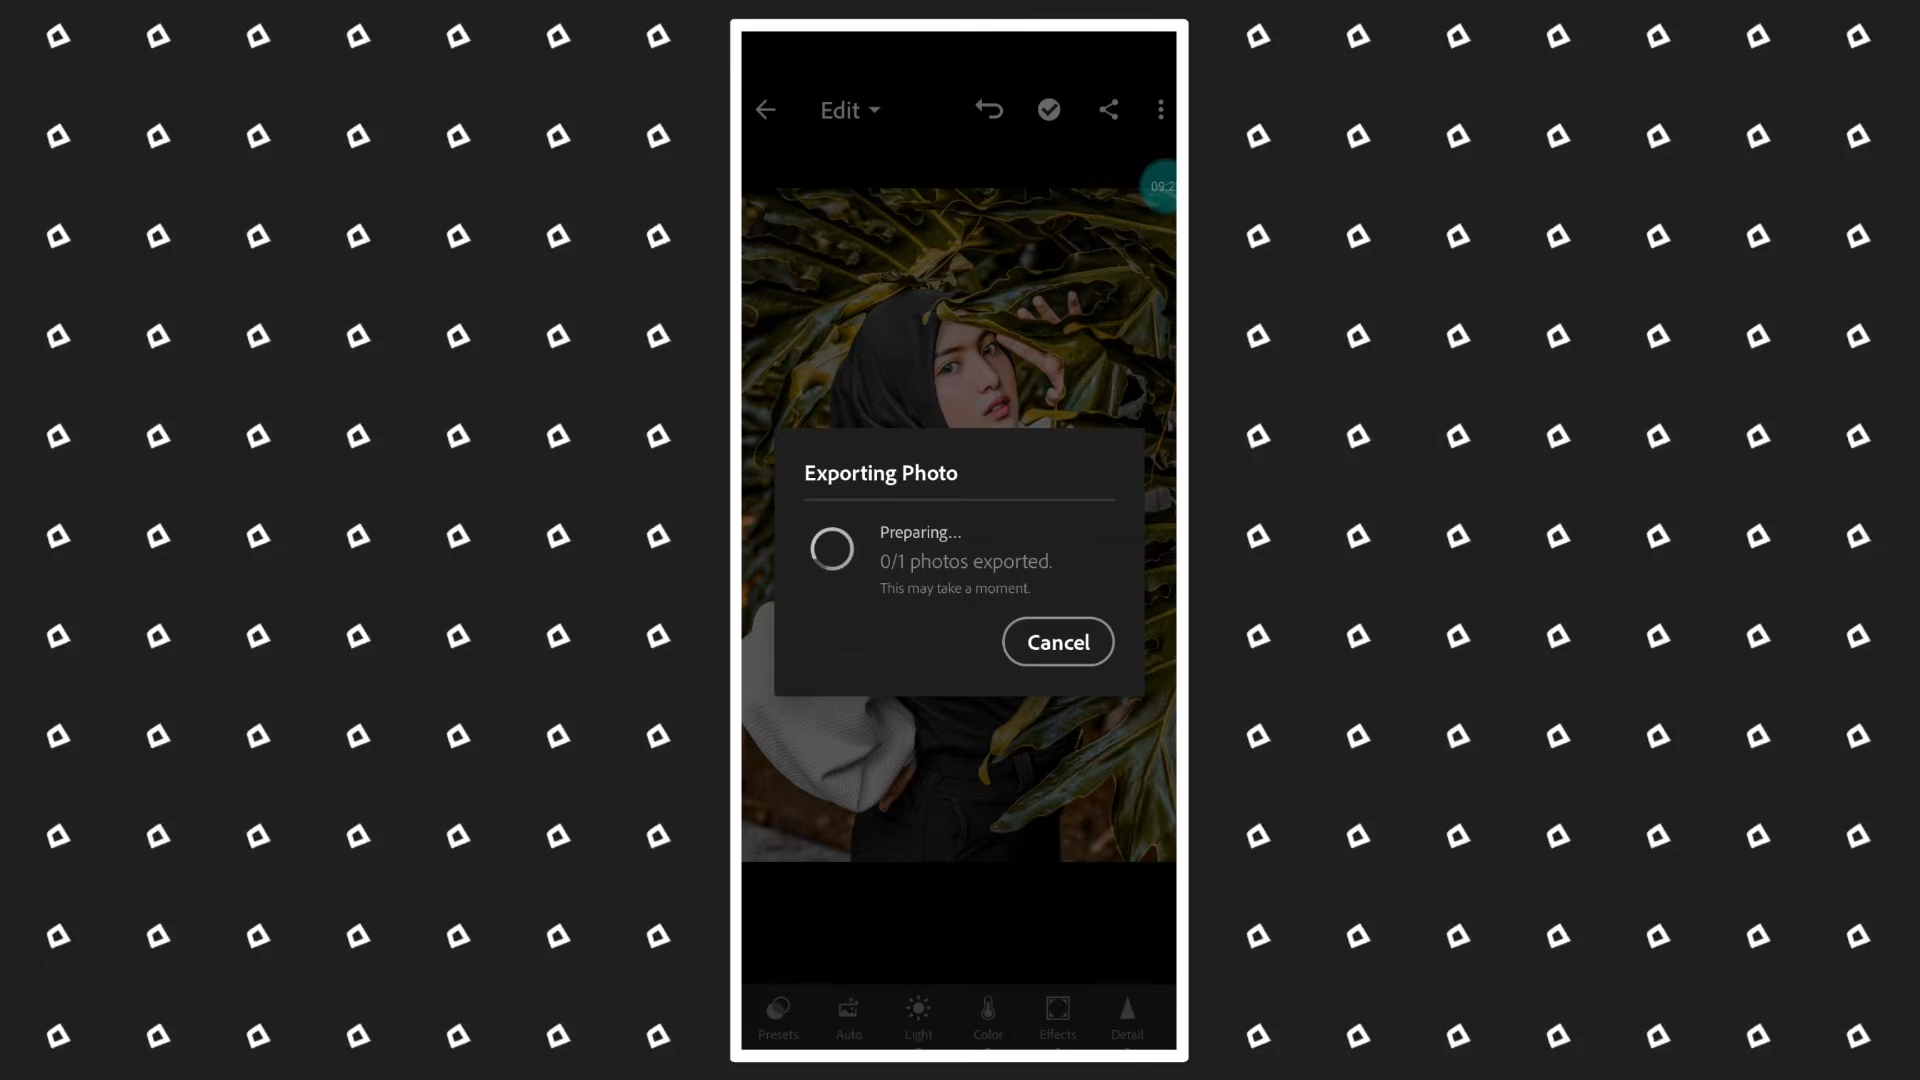 Edit
09:2
Exporting Photo
Preparing...
0/1 photos exported.
This may take a moment.
Cancel
Presets Auto Light Color Effects Detail